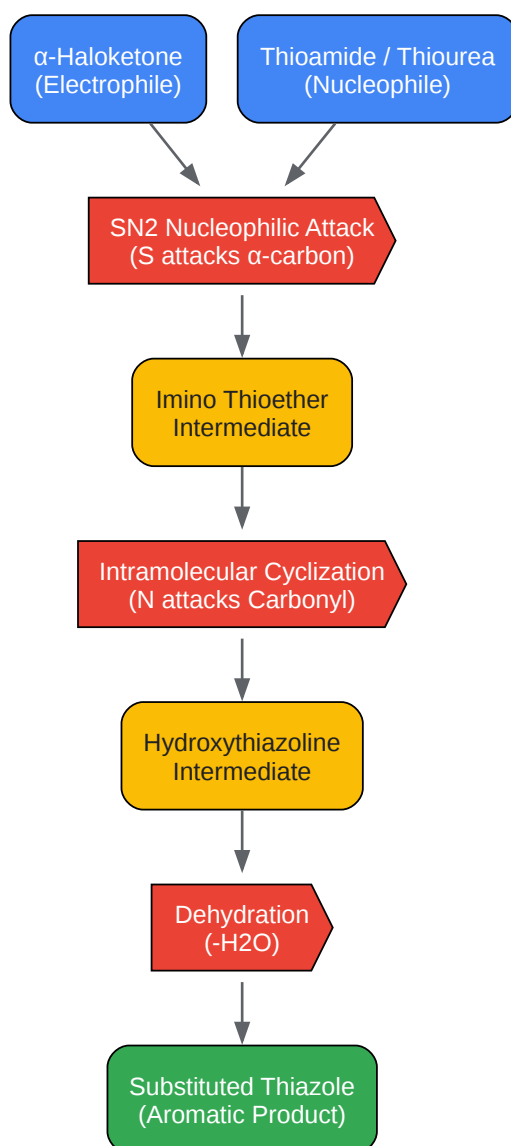 α-Haloketone
(Electrophile)
Thioamide / Thiourea
(Nucleophile)
SN2 Nucleophilic Attack
(S attacks α-carbon)
Imino Thioether
Intermediate
Intramolecular Cyclization
(N attacks Carbonyl)
Hydroxythiazoline
Intermediate
Dehydration
(-H2O)
Substituted Thiazole
(Aromatic Product)